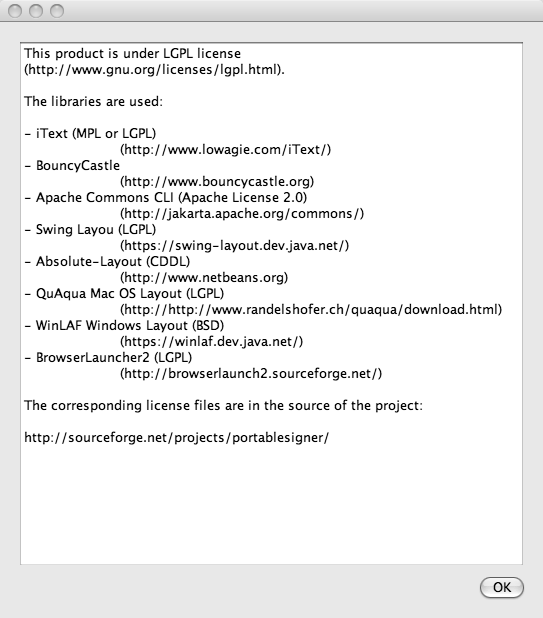 This product is under LGPL license
(http://www.gnu.org/licenses/lgpl.html).
The libraries are used:
- iText (MPL or LGPL)
(http://www.lowagie.com/iText/)
- BouncyCastle
(http://www.bouncycastle.org)
- Apache Commons CLI (Apache License 2.0)
(http://jakarta.apache.org/commons/)
- Swing Layou (LGPL)
(https://swing-layout.dev.java.net/)
- Absolute-Layout (CDDL)
(http://www.netbeans.org)
- QuAqua Mac OS Layout (LGPL)
(http://http://www.randelshofer.ch/quaqua/download.html)
- WinLAF Windows Layout (BSD)
(https://winlaf.dev.java.net/)
- BrowserLauncher2 (LGPL)
(http://browserlaunch2.sourceforge.net/)
The corresponding license files are in the source of the project:
http://sourceforge.net/projects/portablesigner/
OK